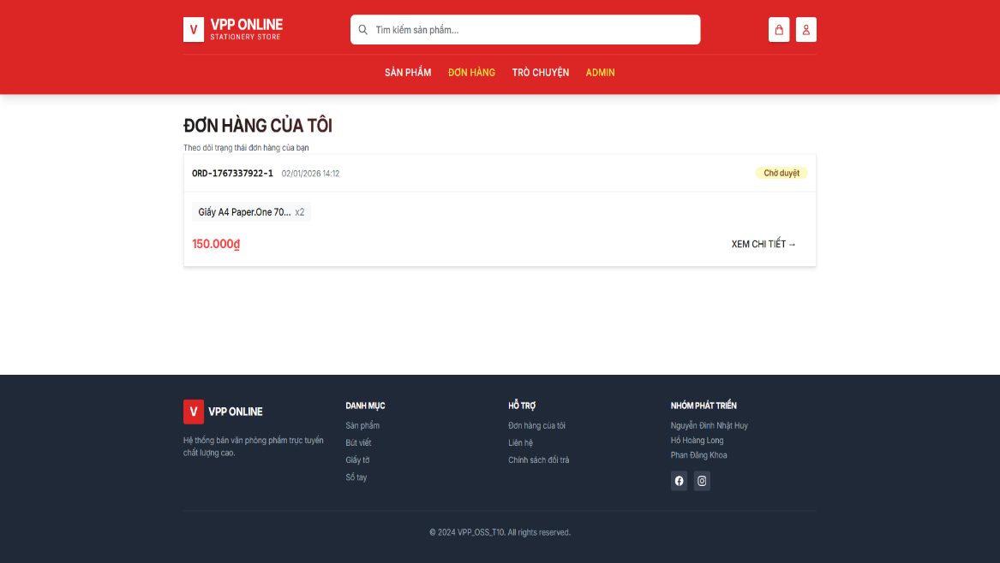 V
VPP ONLINE
STATIONERY STORE
Tìm kiếm sản phẩm...
SẢN PHẨM
ĐƠN HÀNG
TRÒ CHUYỆN
ADMIN
ĐƠN HÀNG CỦA TÔI
Theo dõi trạng thái đơn hàng của bạn
ORD-1767337922-1 02/01/2026 14:12
Chờ duyệt
Giấy A4 Paper.One 70... x2
150.000₫
XEM CHI TIẾT →
V VPP ONLINE
Hệ thống bán văn phòng phẩm trực tuyến
chất lượng cao.
DANH MỤC
Sản phẩm
Bút viết
Giấy tờ
Sổ tay
HỖ TRỢ
Đơn hàng của tôi
Liên hệ
Chính sách đổi trả
NHÓM PHÁT TRIỂN
Nguyễn Đình Nhật Huy
Hồ Hoàng Long
Phan Đăng Khoa
© 2024 VPP_OSS_T10. All rights reserved.